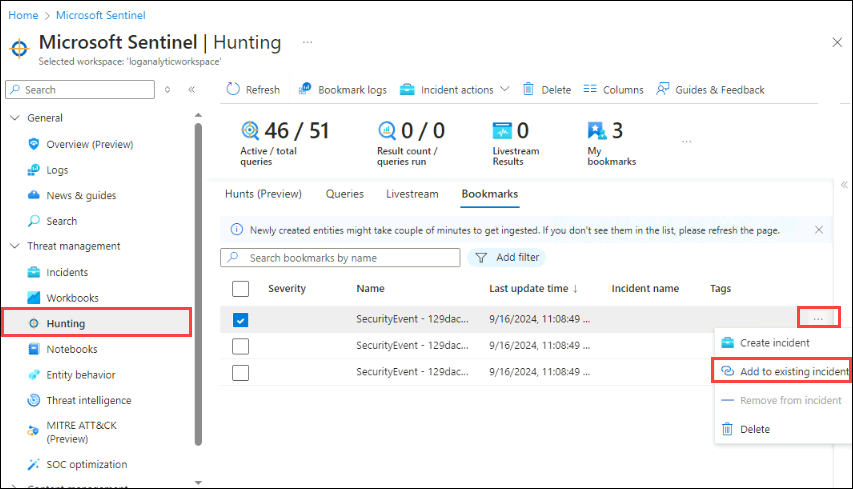 Home > Microsoft Sentinel
Microsoft Sentinel | Hunting ...
Selected workspace: 'loganalyticworkspace'
Search
General
Overview (Preview)
Logs
News & guides
Search
Threat management
Incidents
Workbooks
Hunting
Notebooks
Entity behavior
Threat intelligence
MITRE ATT&CK
(Preview)
SOC optimization
Content management
Refresh Bookmark logs Incident actions Delete Columns Guides & Feedback
46 / 51 0 / 0 0 3
Active / total Result count / Livestream My
queries queries run Results bookmarks
...
Hunts (Preview) Queries Livestream Bookmarks
Newly created entities might take couple of minutes to get ingested. If you don't see them in the list, please refresh the page.
Search bookmarks by name Add filter
Severity Name Last update time ↓ Incident name Tags
SecurityEvent - 129dac... 9/16/2024, 11:08:49 ... ...
SecurityEvent - 129dac... 9/16/2024, 11:08:49 ...
SecurityEvent - 129dac... 9/16/2024, 11:08:49 ...
Create incident
Add to existing incident
Remove from incident
Delete